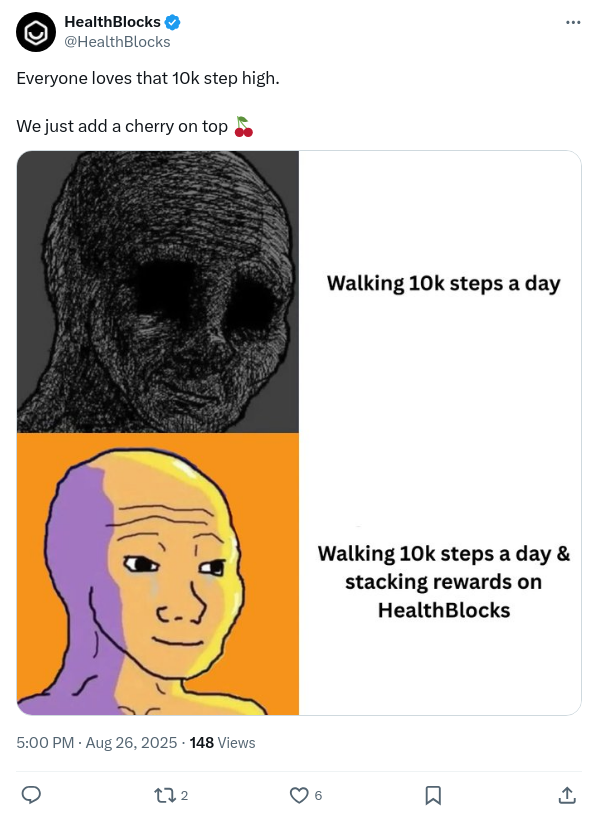 HealthBlocks
@HealthBlocks
Everyone loves that 10k step high.
We just add a cherry on top 🍒
Walking 10k steps a day
Walking 10k steps a day &
stacking rewards on
HealthBlocks
5:00 PM · Aug 26, 2025 · 148 Views
2
6